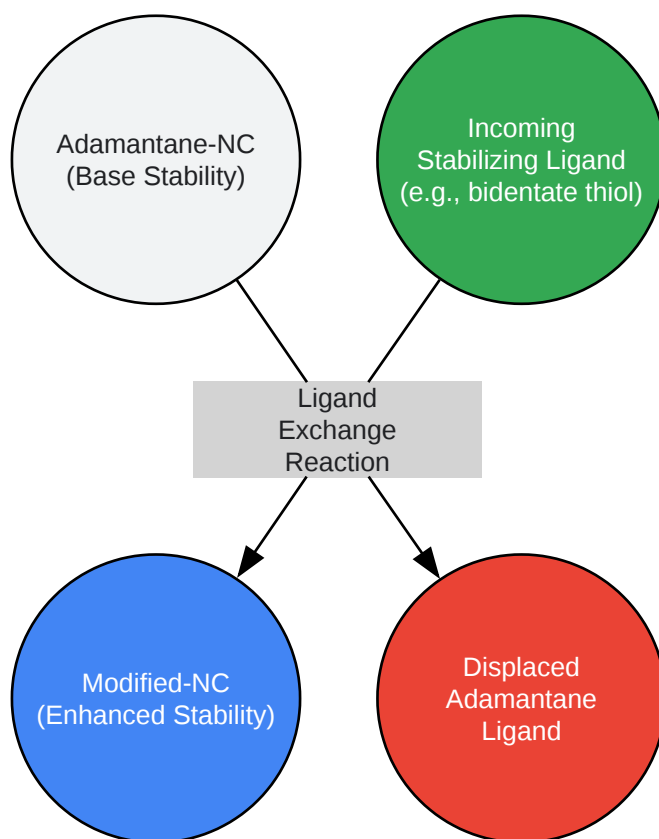 Adamantane-NC
(Base Stability)
Incoming
Stabilizing Ligand
(e.g., bidentate thiol)
Ligand
Exchange
Reaction
Modified-NC
(Enhanced Stability)
Displaced
Adamantane
Ligand